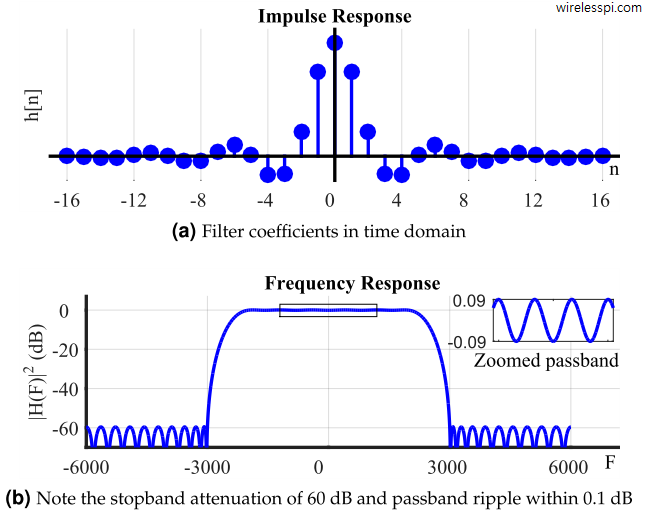 wirelesspi.com
Impulse Response
h[n]
n
-16 -12 -8 -4 0 4 8 12 16
(a) Filter coefficients in time domain
Frequency Response
|H(F)|² (dB)
0
-20
-40
-60
0.09
-0.09
Zoomed passband
-6000 -3000 0 3000 6000 F
(b) Note the stopband attenuation of 60 dB and passband ripple within 0.1 dB